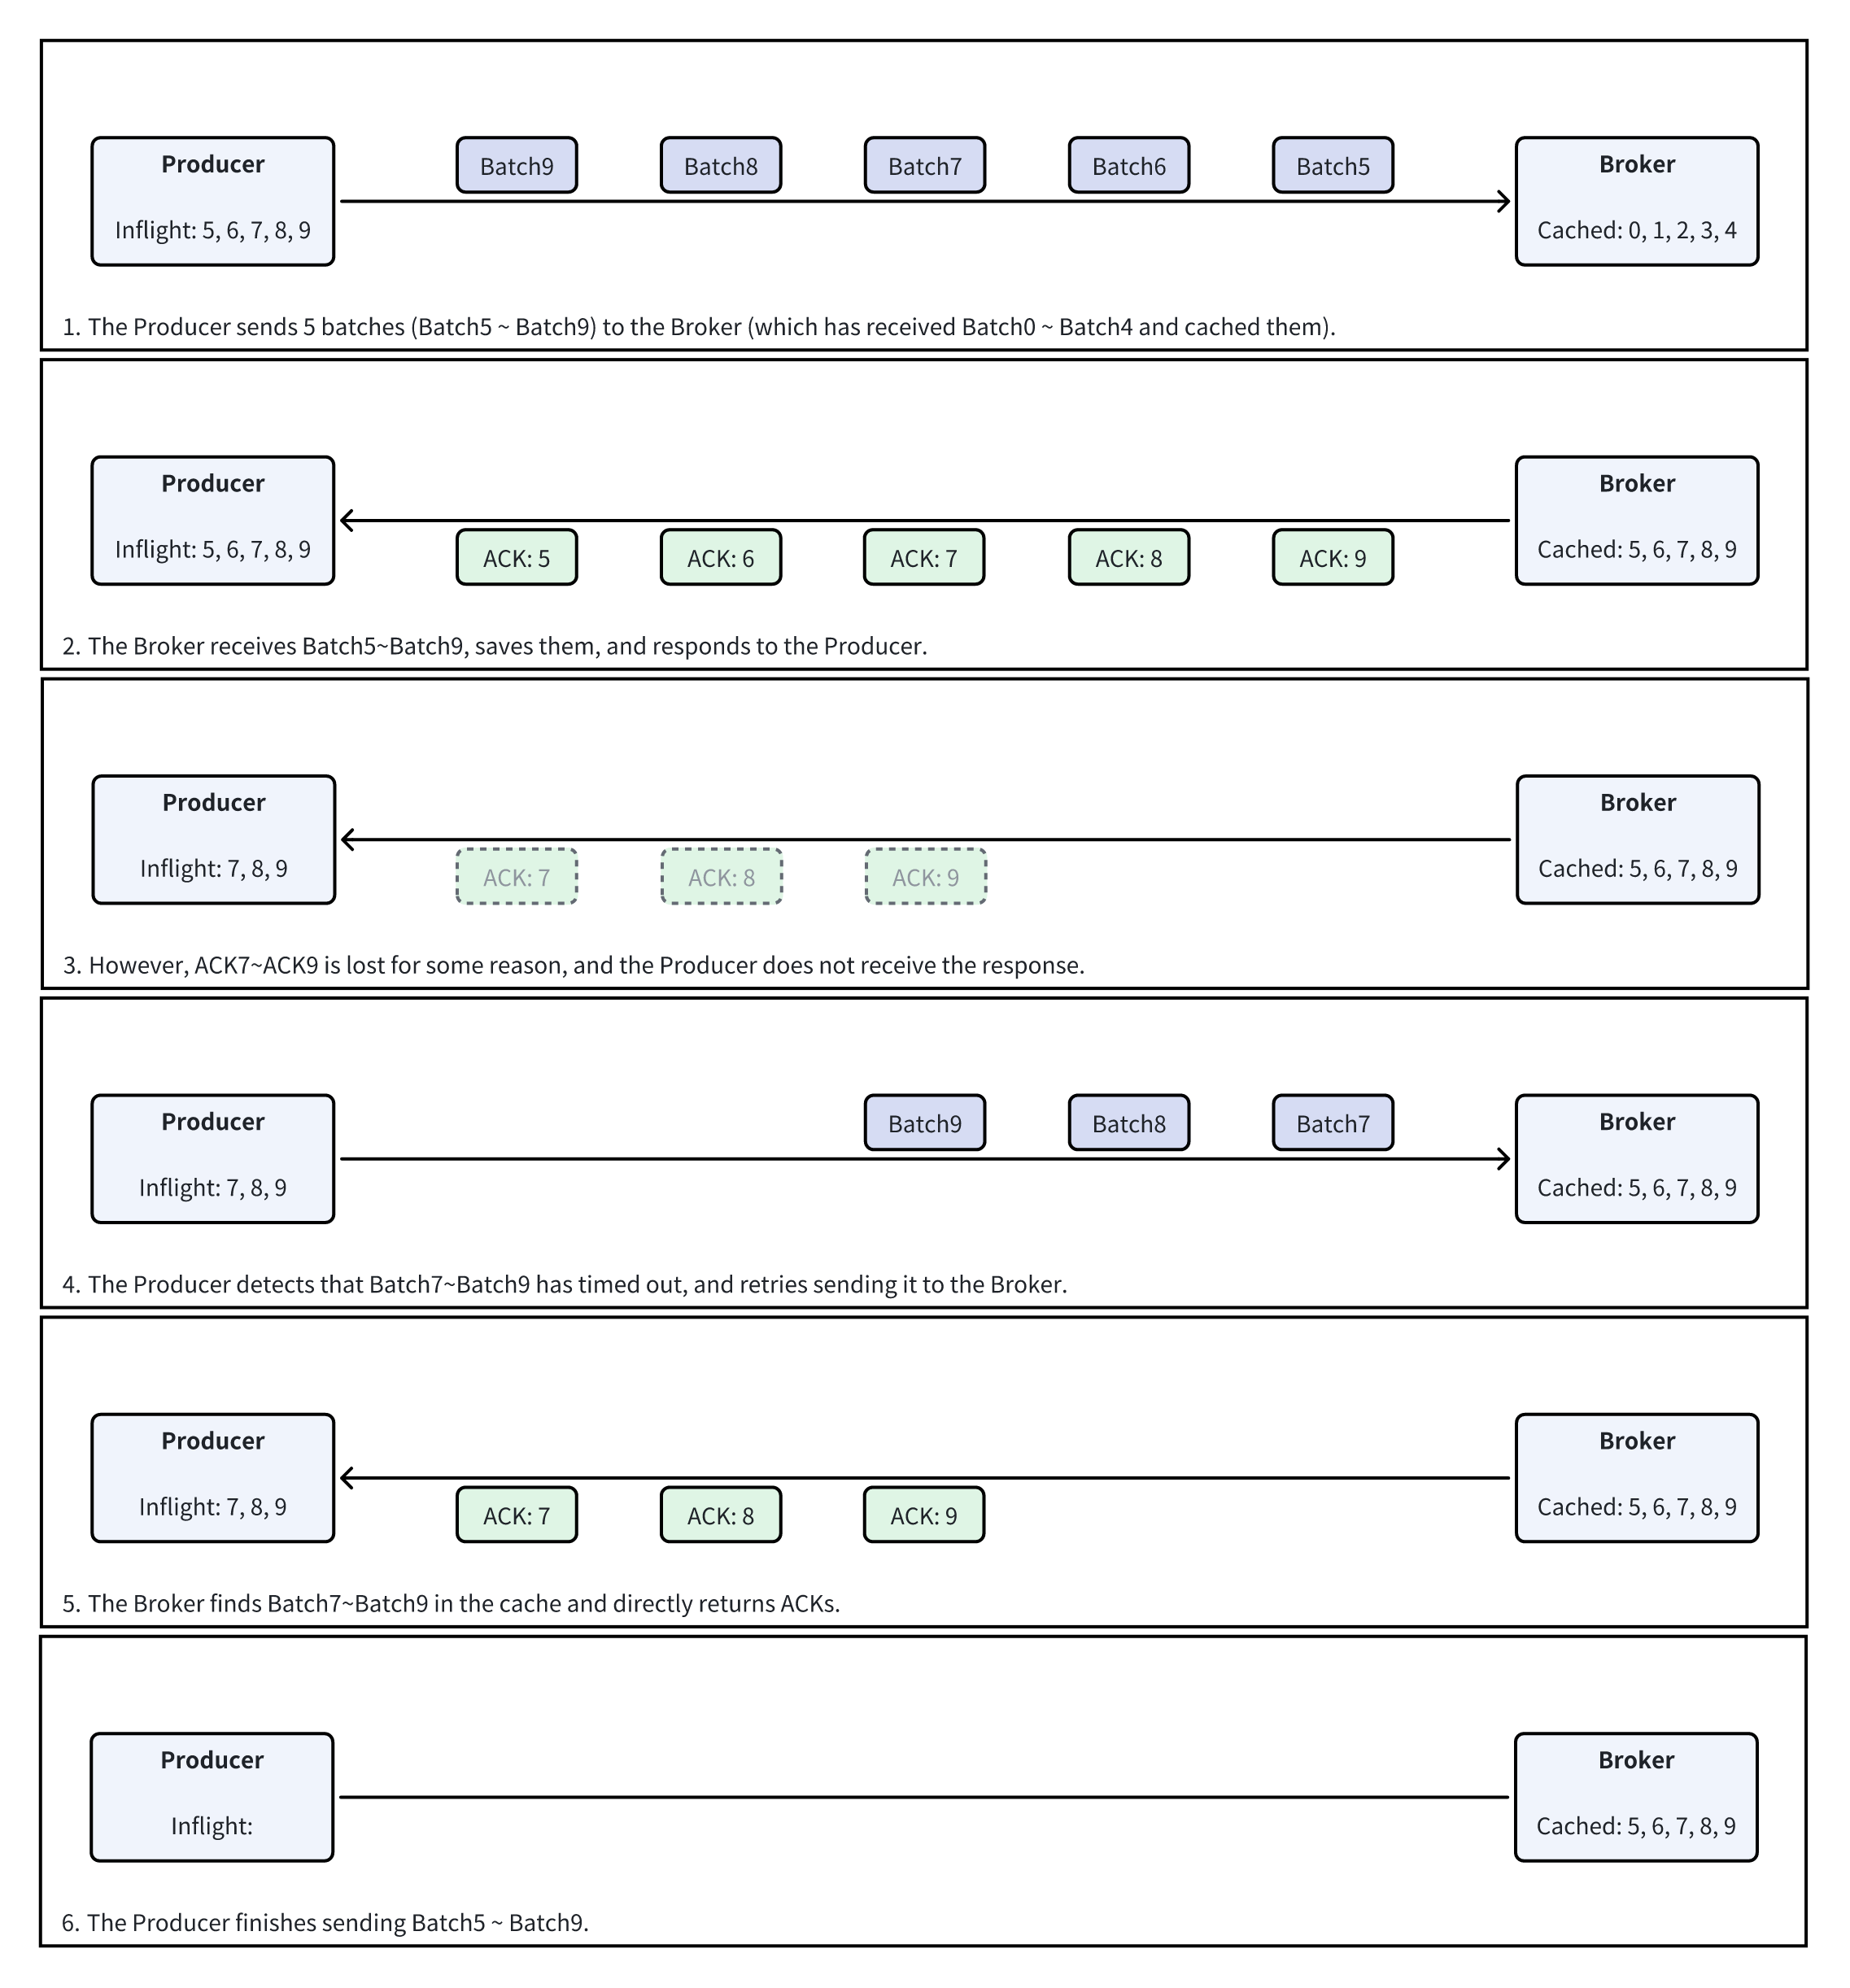 Producer
Inflight: 5, 6, 7, 8, 9
Batch9
Batch8
Batch7
Batch6
Batch5
Broker
Cached: 0, 1, 2, 3, 4
1. The Producer sends 5 batches (Batch5 ~ Batch9) to the Broker (which has received Batch0 ~ Batch4 and cached them).
Producer
Inflight: 5, 6, 7, 8, 9
ACK: 5
ACK: 6
ACK: 7
ACK: 8
ACK: 9
Broker
Cached: 5, 6, 7, 8, 9
2. The Broker receives Batch5~Batch9, saves them, and responds to the Producer.
Producer
Inflight: 7, 8, 9
ACK: 7
ACK: 8
ACK: 9
Broker
Cached: 5, 6, 7, 8, 9
3. However, ACK7~ACK9 is lost for some reason, and the Producer does not receive the response.
Producer
Inflight: 7, 8, 9
Batch9
Batch8
Batch7
Broker
Cached: 5, 6, 7, 8, 9
4. The Producer detects that Batch7~Batch9 has timed out, and retries sending it to the Broker.
Producer
Inflight: 7, 8, 9
ACK: 7
ACK: 8
ACK: 9
Broker
Cached: 5, 6, 7, 8, 9
5. The Broker finds Batch7~Batch9 in the cache and directly returns ACKs.
Producer
Inflight:
Broker
Cached: 5, 6, 7, 8, 9
6. The Producer finishes sending Batch5 ~ Batch9.